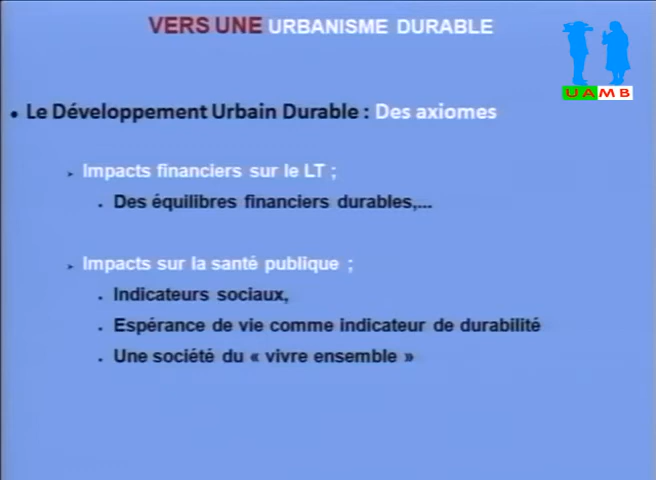 VERS UNE URBANISME DURABLE
UAMB
• Le Développement Urbain Durable : Des axiomes
➢ Impacts financiers sur le LT ;
• Des équilibres financiers durables,...
➢ Impacts sur la santé publique ;
• Indicateurs sociaux,
• Espérance de vie comme indicateur de durabilité
• Une société du « vivre ensemble »